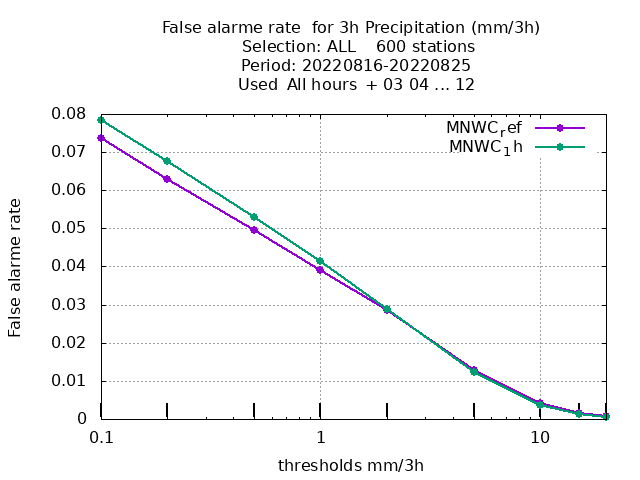 False alarme rate  for 3h Precipitation (mm/3h)
Selection: ALL    600 stations
Period: 20220816-20220825
Used  All hours  + 03 04 ... 12
MNWC_ref
MNWC_1h
False alarme rate
0.08
0.07
0.06
0.05
0.04
0.03
0.02
0.01
0
0.1
1
10
thresholds mm/3h